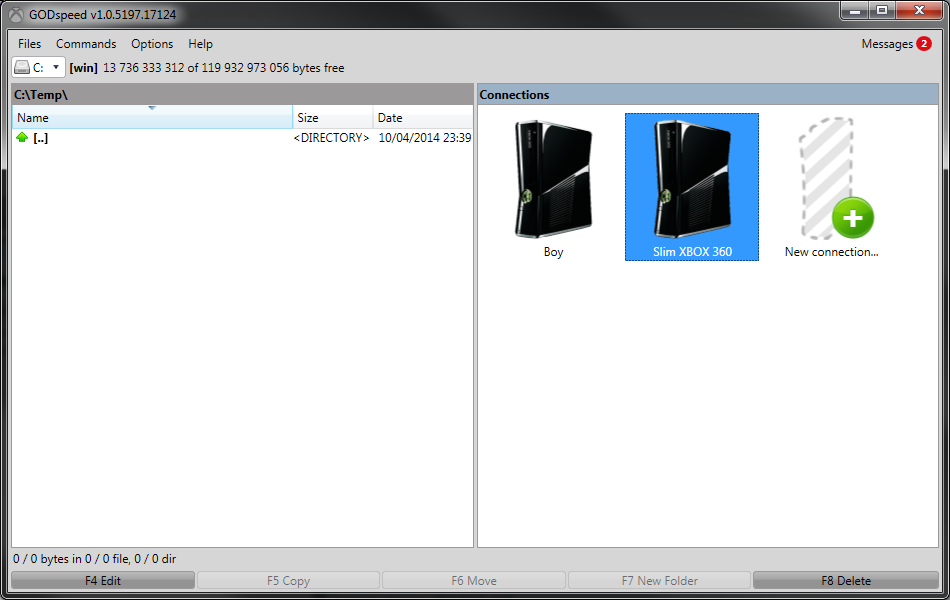 GODspeed v1.0.5197.17124
Files Commands Options Help Messages 2
C: [win] 13 736 333 312 of 119 932 973 056 bytes free
C:\Temp\
Name Size Date
[..] <DIRECTORY> 10/04/2014 23:39
Connections
Boy
Slim XBOX 360
New connection...
0 / 0 bytes in 0 / 0 file, 0 / 0 dir
F4 Edit F5 Copy F6 Move F7 New Folder F8 Delete